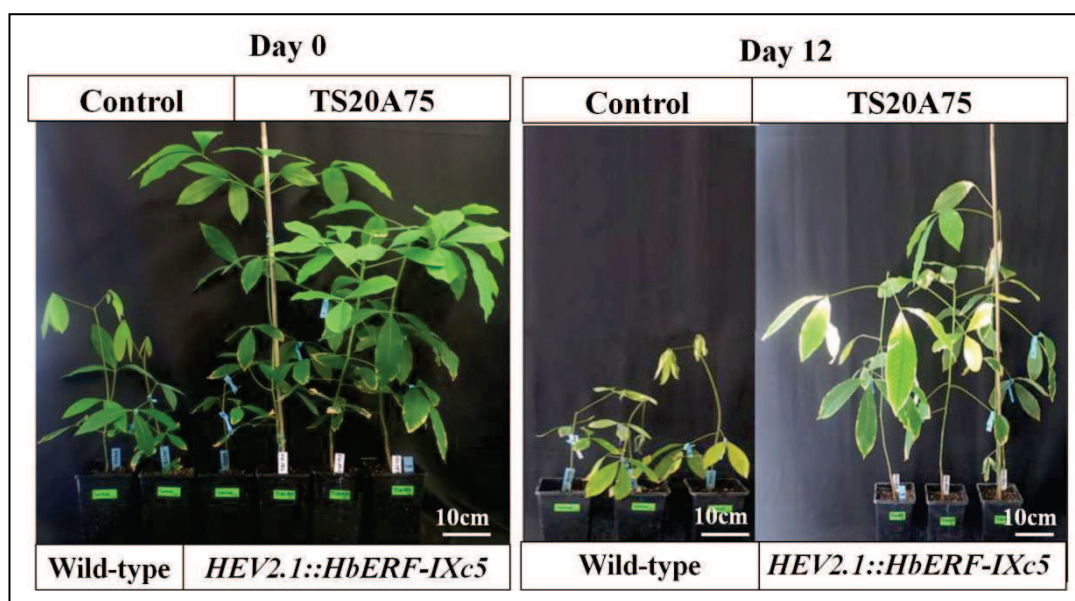 Day 0
Day 12
Control
TS20A75
Control
TS20A75
10cm
10cm
10cm
Wild-type
HEV2.1::HbERF-IXc5
Wild-type
HEV2.1::HbERF-IXc5